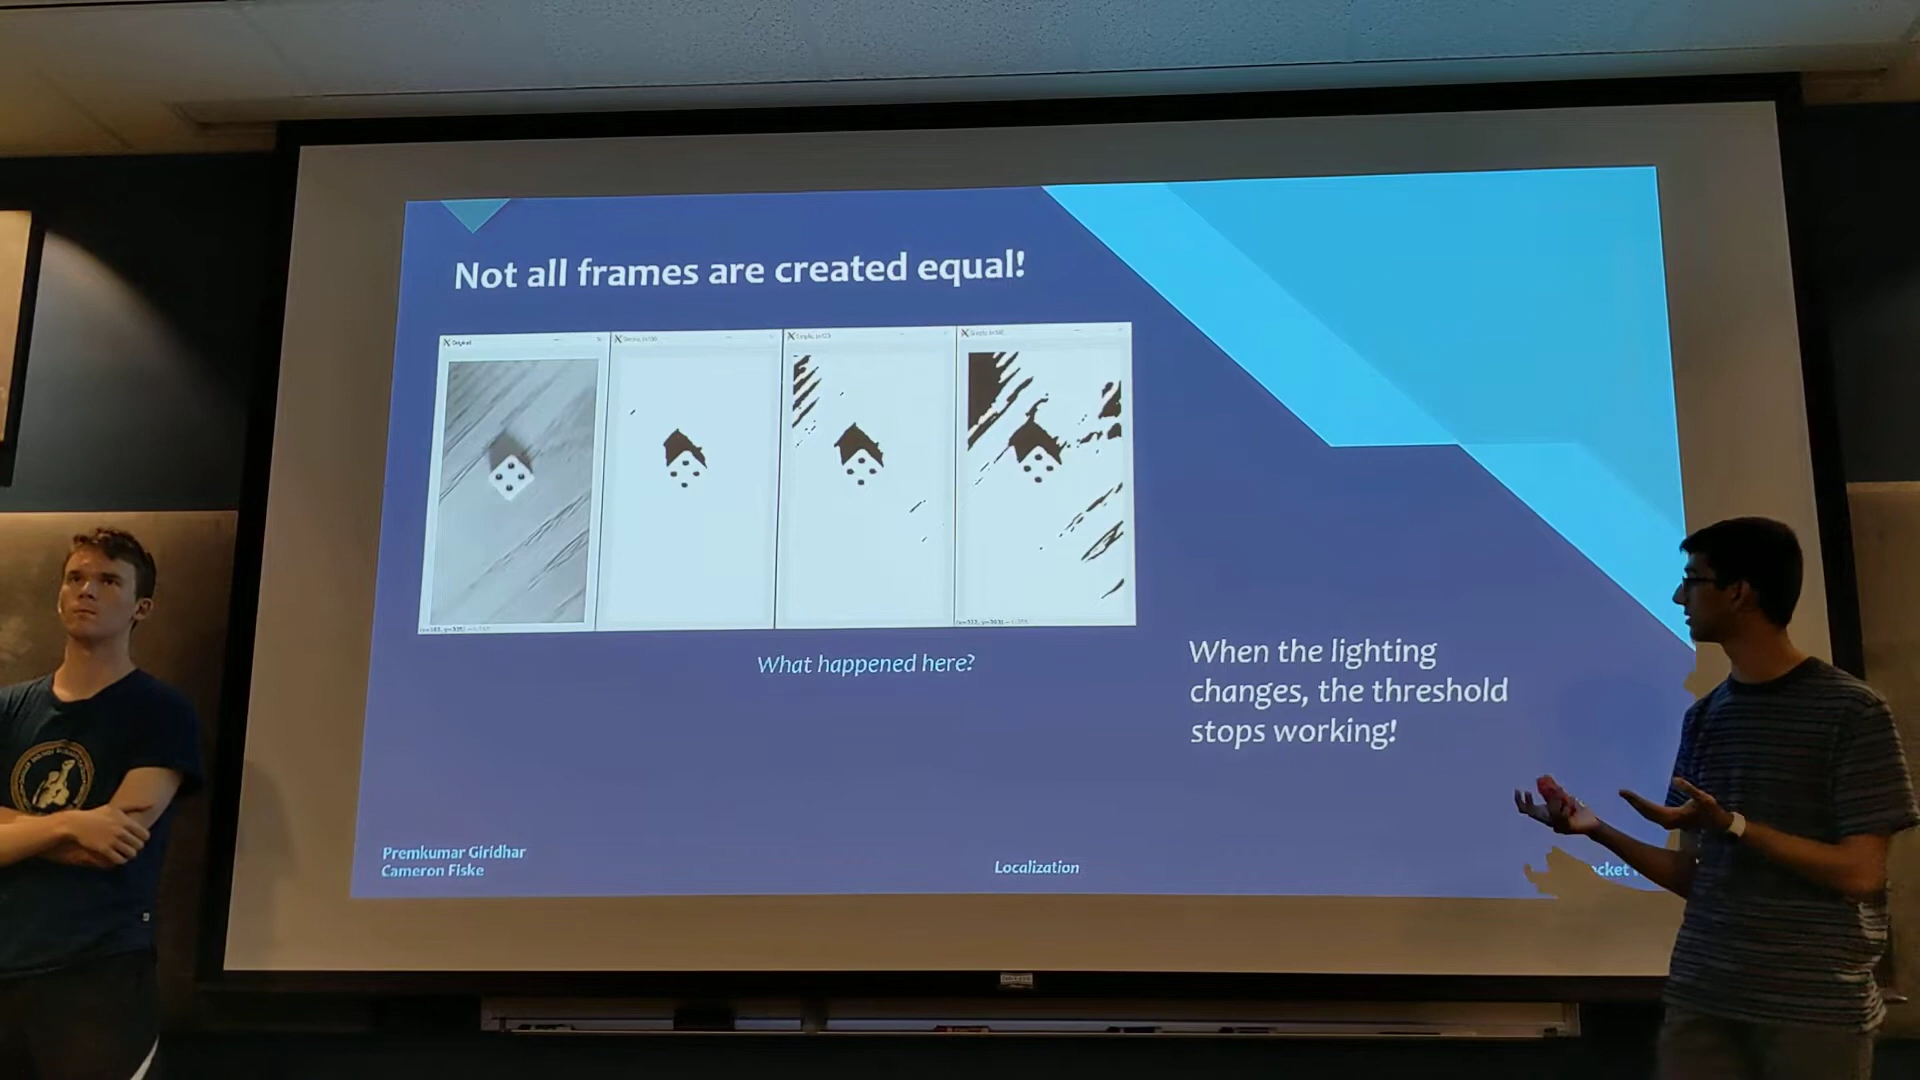 Not all frames are created equal!
Original
What happened here?
When the lighting
changes, the threshold
stops working!
Premkumar Giridhar
Cameron Fiske
Localization